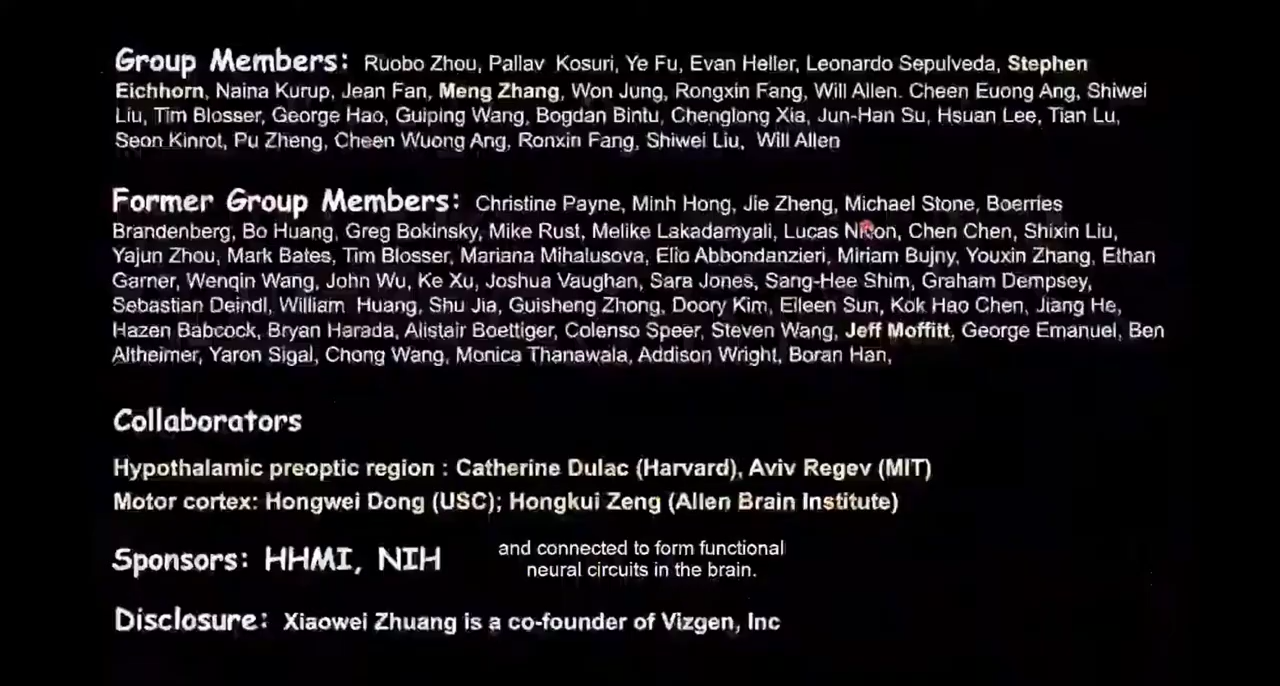 Group Members: Ruobo Zhou, Pallav Kosuri, Ye Fu, Evan Heller, Leonardo Sepulveda, Stephen
Eichhorn, Naina Kurup, Jean Fan, Meng Zhang, Won Jung, Rongxin Fang, Will Allen. Cheen Euong Ang, Shiwei
Liu, Tim Blosser, George Hao, Guiping Wang, Bogdan Bintu, Chenglong Xia, Jun-Han Su, Hsuan Lee, Tian Lu,
Seon Kinrot, Pu Zheng, Cheen Wuong Ang, Ronxin Fang, Shiwei Liu, Will Allen
Former Group Members: Christine Payne, Minh Hong, Jie Zheng, Michael Stone, Boerries
Brandenberg, Bo Huang, Greg Bokinsky, Mike Rust, Melike Lakadamyali, Lucas Chen Chen, Shixin Liu,
Yajun Zhou, Mark Bates, Tim Blosser, Mariana Mihalusova, Elio Abbondanzieri, Miriam Bujny, Youxin Zhang, Ethan
Garner, Wenqin Wang, John Wu, Ke Xu, Joshua Vaughan, Sara Jones, Sang-Hee Shim, Graham Dempsey,
Sebastian Deindl, William Huang, Shu Jia, Guisheng Zhong, Doory Kim, Eileen Sun, Kok Hao Chen, Jiang He,
Hazen Babcock, Bryan Harada, Alistair Boettiger, Colenso Speer, Steven Wang, Jeff Moffitt, George Emanuel, Ben
Altheimer, Yaron Sigal, Chong Wang, Monica Thanawala, Addison Wright, Boran Han,
Collaborators
Hypothalamic preoptic region : Catherine Dulac (Harvard), Aviv Regev (MIT)
Motor cortex: Hongwei Dong (USC); Hongkui Zeng (Allen Brain Institute)
Sponsors: HHMI, NIH
and connected to form functional
neural circuits in the brain.
Disclosure: Xiaowei Zhuang is a co-founder of Vizgen, Inc